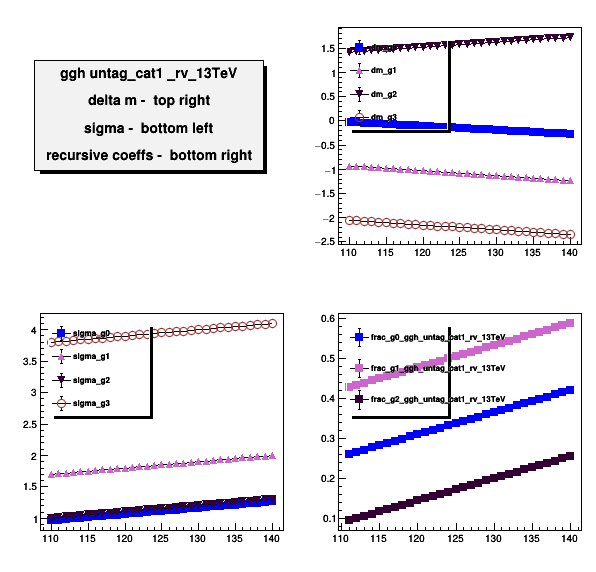 ggh untag_cat1 _rv_13TeV
delta m - top right
sigma - bottom left
recursive coeffs - bottom right
1.5
1
0.5
0
−0.5
−1
−1.5
−2
−2.5
dm_g1
dm_g2
dm_g3
110 115 120 125 130 135 140
4
3.5
3
2.5
2
1.5
1
sigma_g0
sigma_g1
sigma_g2
sigma_g3
110 115 120 125 130 135 140
0.6
0.5
0.4
0.3
0.2
0.1
frac_g0_ggh_untag_cat1_rv_13TeV
frac_g1_ggh_untag_cat1_rv_13TeV
frac_g2_ggh_untag_cat1_rv_13TeV
110 115 120 125 130 135 140